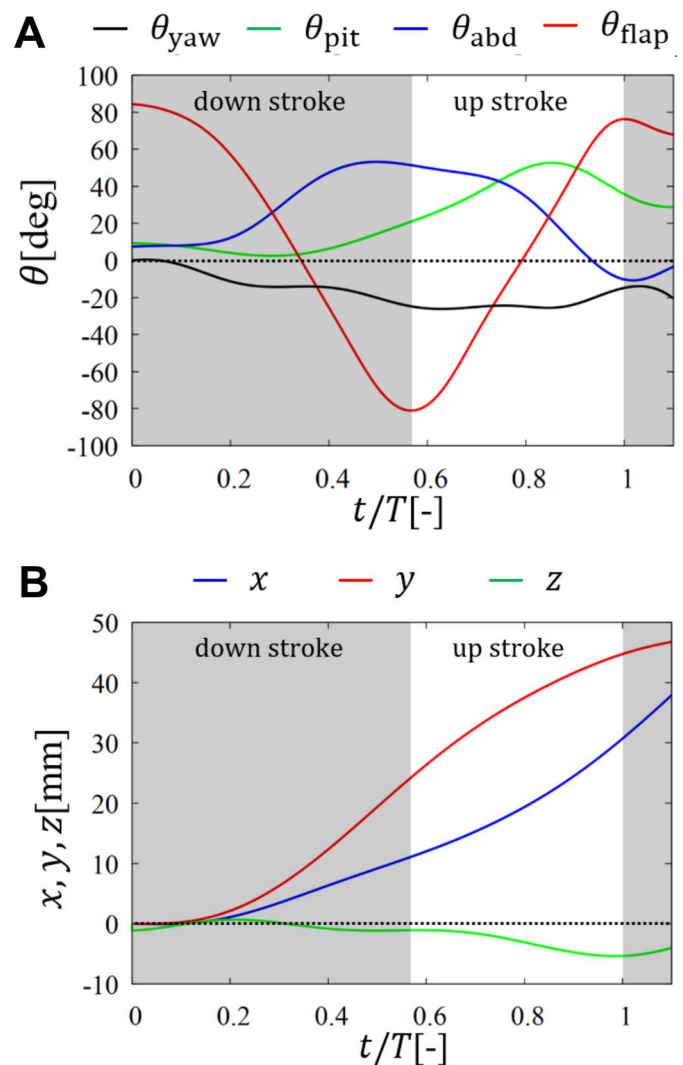 A
θyaw θpit θabd θflap
100
80
60
40
20
0
-20
-40
-60
-80
-100
θ[deg]
down stroke
up stroke
0 0.2 0.4 0.6 0.8 1
t/T[-]
B
x y z
50
40
30
20
10
0
-10
x, y, z[mm]
down stroke
up stroke
0 0.2 0.4 0.6 0.8 1
t/T[-]